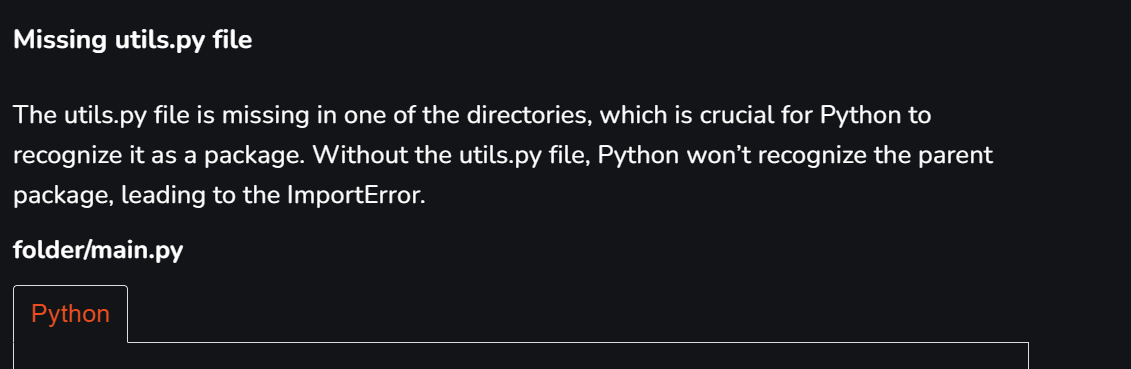 Missing utils.py file
The utils.py file is missing in one of the directories, which is crucial for Python to
recognize it as a package. Without the utils.py file, Python won’t recognize the parent
package, leading to the ImportError.
folder/main.py
Python